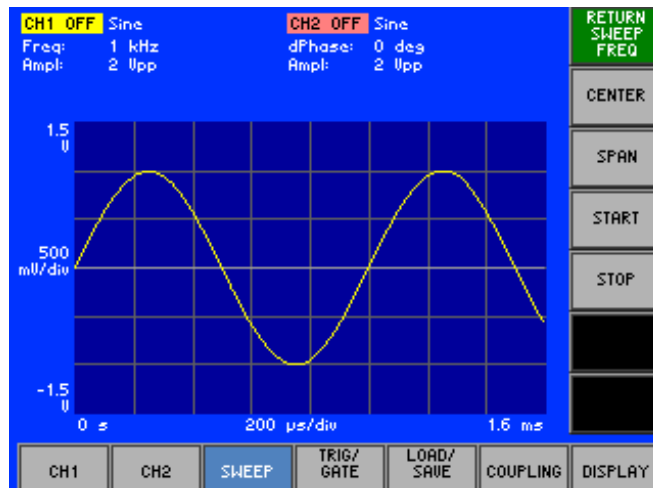 CH1 OFF Sine
Freq: 1 kHz
Ampl: 2 Vpp
CH2 OFF Sine
dPhase: 0 deg
Ampl: 2 Vpp
1.5
V
500
mV/div
-1.5
V
0 s
200 µs/div
1.6 ms
RETURN
SWEEP
FREQ
CENTER
SPAN
START
STOP
CH1
CH2
SWEEP
TRIG/
GATE
LOAD/
SAVE
COUPLING
DISPLAY